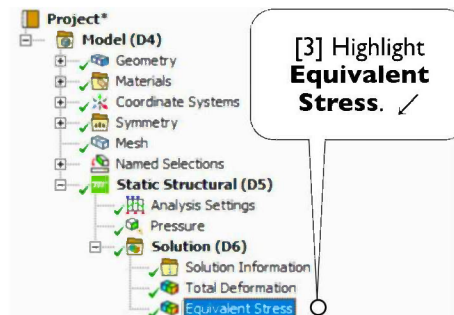 Project*
Model (D4)
Geometry
Materials
Coordinate Systems
Symmetry
Mesh
Named Selections
Static Structural (D5)
Analysis Settings
Pressure
Solution (D6)
Solution Information
Total Deformation
Equivalent Stress
[3] Highlight
Equivalent
Stress. ↙